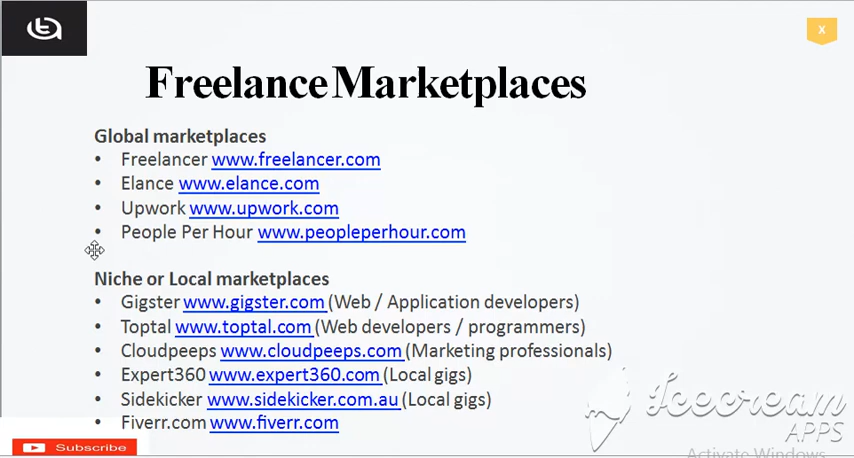 X
Freelance Marketplaces
Global marketplaces
• Freelancer www.freelancer.com
• Elance www.elance.com
• Upwork www.upwork.com
• People Per Hour www.peopleperhour.com
Niche or Local marketplaces
• Gigster www.gigster.com (Web / Application developers)
• Toptal www.toptal.com (Web developers / programmers)
• Cloudpeeps www.cloudpeeps.com (Marketing professionals)
• Expert360 www.expert360.com (Local gigs)
• Sidekicker www.sidekicker.com.au (Local gigs)
• Fiverr.com www.fiverr.com
Icecream
APPS
Subscribe
Activate Windows